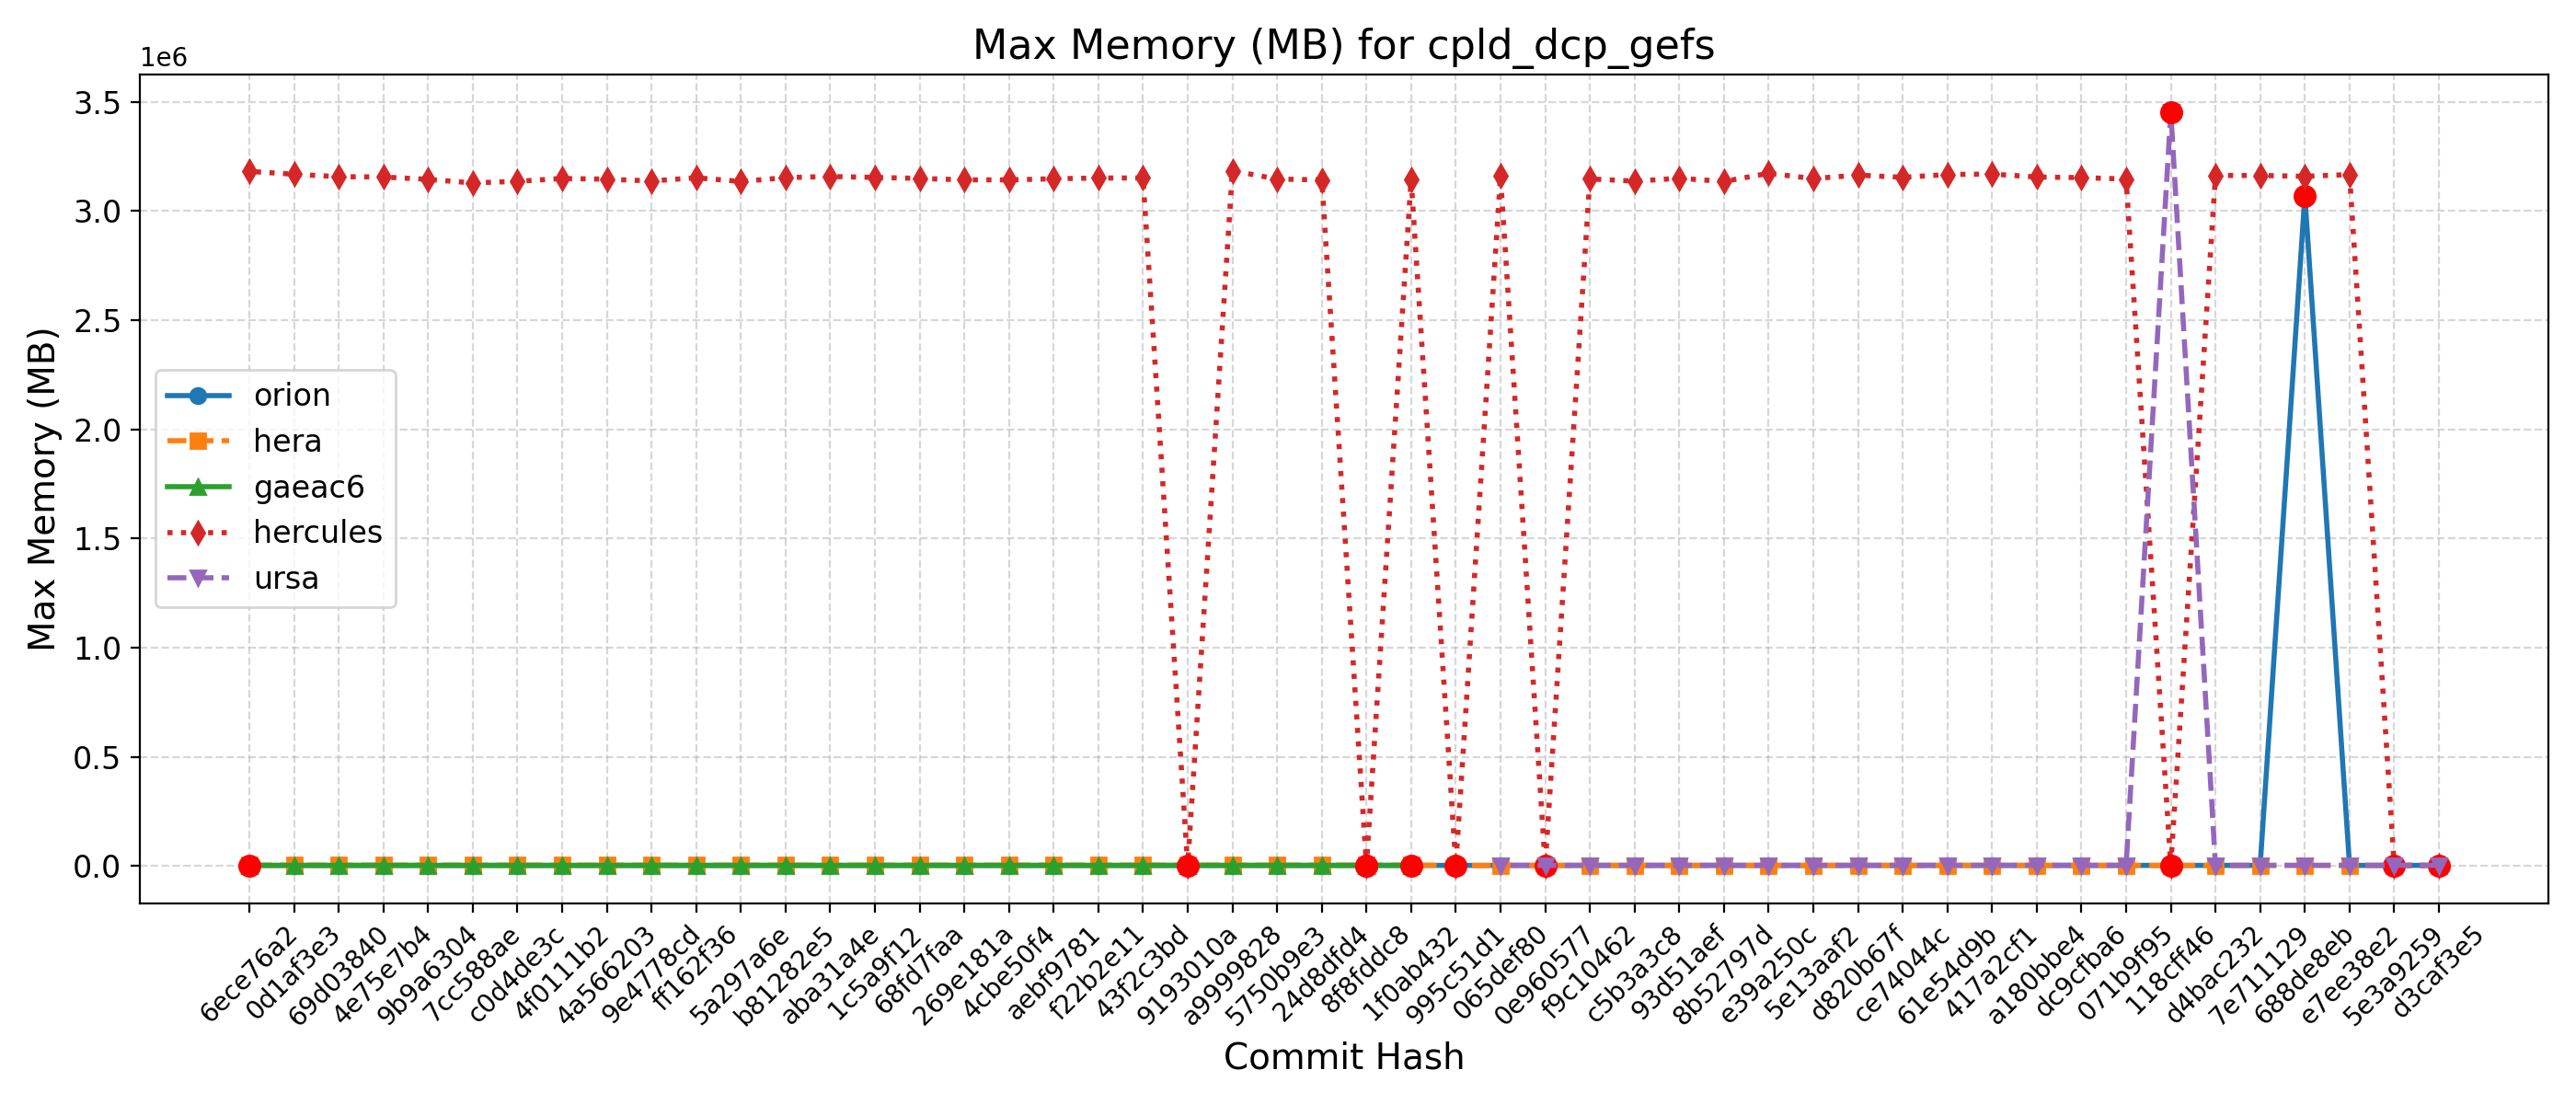 Max Memory (MB) for cpld_dcp_gefs
1e6
3.5
3.0
2.5
2.0
1.5
1.0
0.5
0.0
Max Memory (MB)
orion
hera
gaeac6
hercules
ursa
6ece76a2
0d1af3e3
69d03840
4e75e7b4
9b9a6304
7cc588ae
c0d4de3c
4f0111b2
4a566203
9e4778cd
ff162f36
5a297a6e
b81282e5
aba31a4e
1c5a9f12
68fd7faa
269e181a
4cbe50f4
aebf9781
f22b2e11
43f2c3bd
9193010a
a9999828
5750b9e3
24d8dfd4
8f8fddc8
1f0ab432
995c51d1
065def80
0e960577
f9c10462
c5b3a3c8
93d51aef
8b52797d
e39a250c
5e13aaf2
d820b67f
ce74044c
61e54d9b
417a2cf1
a180bbe4
dc9cfba6
071b9f95
118cff46
d4bac232
7e711129
688de8eb
e7ee38e2
5e3a9259
d3caf3e5
Commit Hash